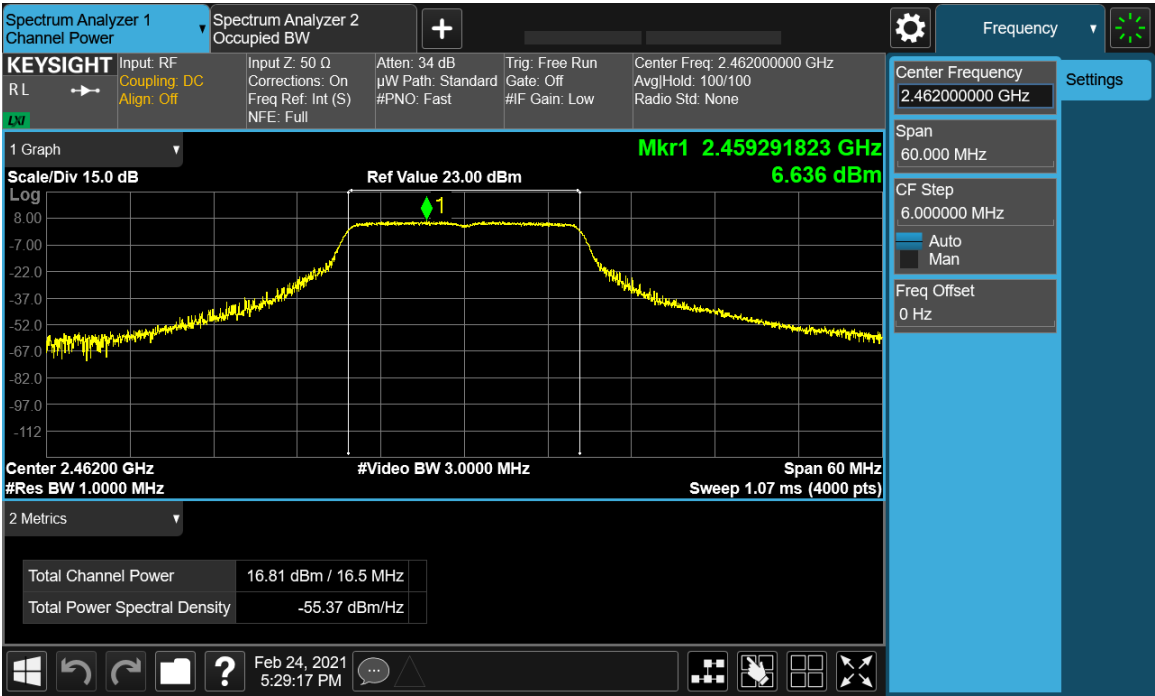 Spectrum Analyzer 1
Channel Power
Spectrum Analyzer 2
Occupied BW
Frequency
KEYSIGHT
R L
LXI
Input: RF
Coupling: DC
Align: Off
Input Z: 50 Ω
Corrections: On
Freq Ref: Int (S)
NFE: Full
Atten: 34 dB
µW Path: Standard
#PNO: Fast
Trig: Free Run
Gate: Off
#IF Gain: Low
Center Freq: 2.462000000 GHz
Avg|Hold: 100/100
Radio Std: None
Center Frequency
2.462000000 GHz
Settings
Span
60.000 MHz
CF Step
6.000000 MHz
Auto
Man
Freq Offset
0 Hz
1 Graph
Mkr1 2.459291823 GHz
6.636 dBm
Scale/Div 15.0 dB
Ref Value 23.00 dBm
Log
1
8.00
-7.00
-22.0
-37.0
-52.0
-67.0
-82.0
-97.0
-112
Center 2.46200 GHz
#Video BW 3.0000 MHz
Span 60 MHz
#Res BW 1.0000 MHz
Sweep 1.07 ms (4000 pts)
2 Metrics
Total Channel Power 16.81 dBm / 16.5 MHz
Total Power Spectral Density -55.37 dBm/Hz
?
Feb 24, 2021
5:29:17 PM